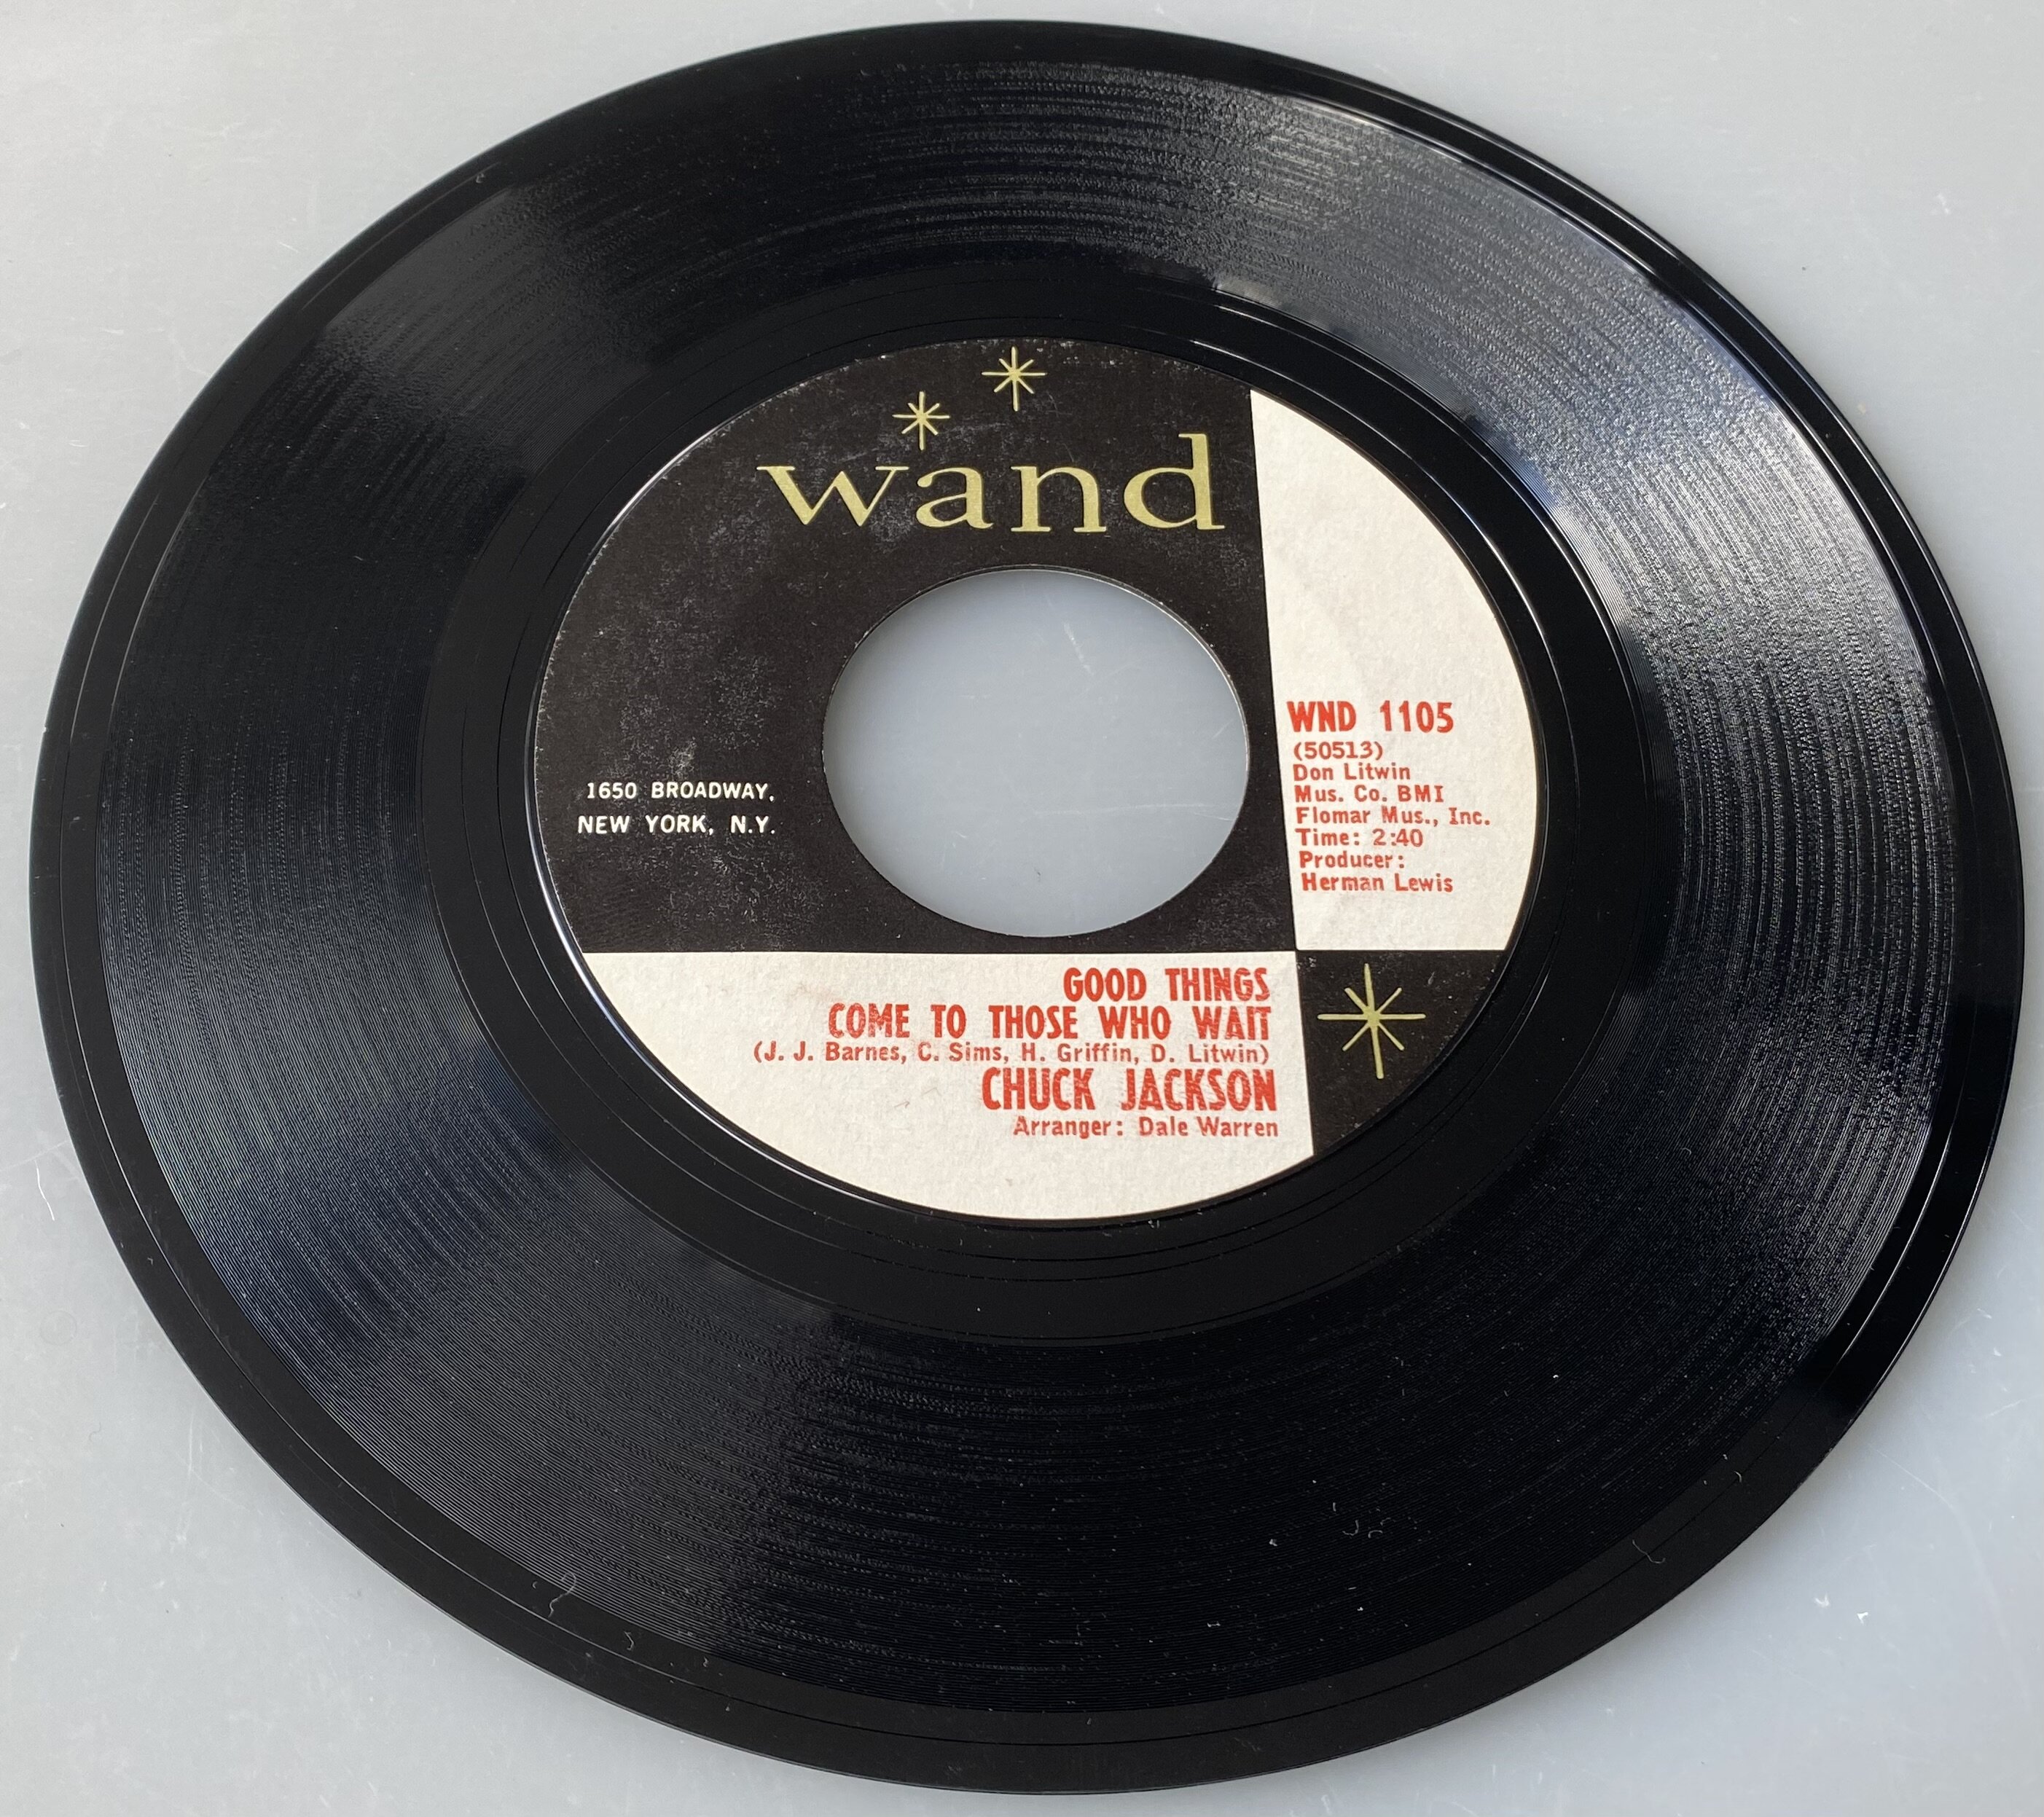 wand
1650 BROADWAY,
NEW YORK, N.Y.
WND 1105
(50513)
Don Litwin
Mus. Co. BMI
Flomar Mus., Inc.
Time: 2:40
Producer:
Herman Lewis
GOOD THINGS
COME TO THOSE WHO WAIT
(J. J. Barnes, C. Sims, H. Griffin, D. Litwin)
CHUCK JACKSON
Arranger: Dale Warren